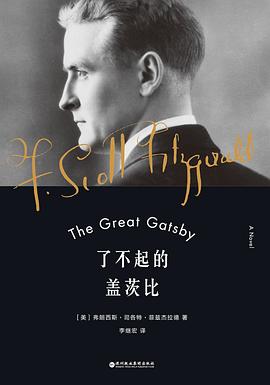 F. Scott Fitzgerald
The Great Gatsby
A Novel
了不起的
盖茨比
[美] 弗朗西斯·司各特·菲兹杰拉德 著
李继宏 译